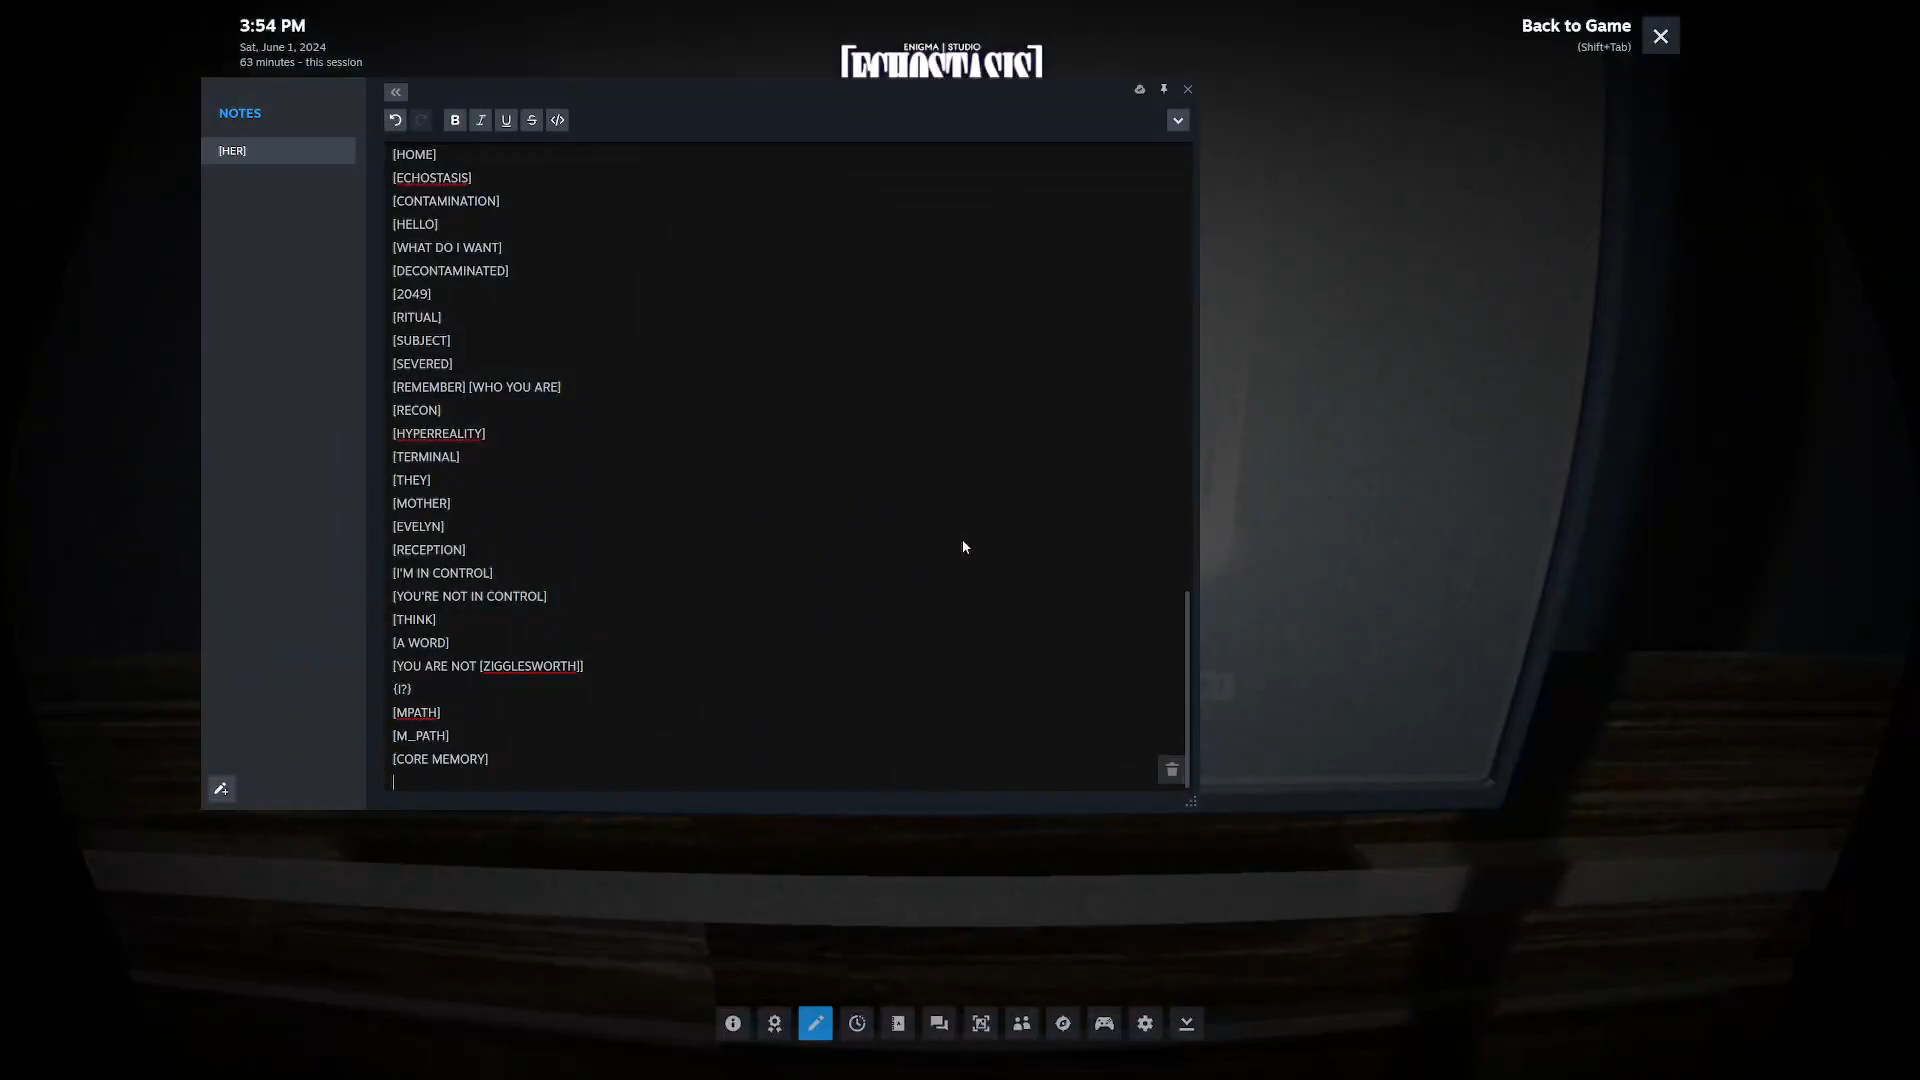 3:54 PM
Sat, June 1, 2024
63 minutes - this session
ENIGMA | STUDIO
[ECHOSTASIS]
Back to Game
(Shift+Tab)
NOTES
[HER]
B I U S </>
[HOME]
[ECHOSTASIS]
[CONTAMINATION]
[HELLO]
[WHAT DO I WANT]
[DECONTAMINATED]
[2049]
[RITUAL]
[SUBJECT]
[SEVERED]
[REMEMBER] [WHO YOU ARE]
[RECON]
[HYPERREALITY]
[TERMINAL]
[THEY]
[MOTHER]
[EVELYN]
[RECEPTION]
[I'M IN CONTROL]
[YOU'RE NOT IN CONTROL]
[THINK]
[A WORD]
[YOU ARE NOT [ZIGGLESWORTH]]
{I?}
[MPATH]
[M_PATH]
[CORE MEMORY]